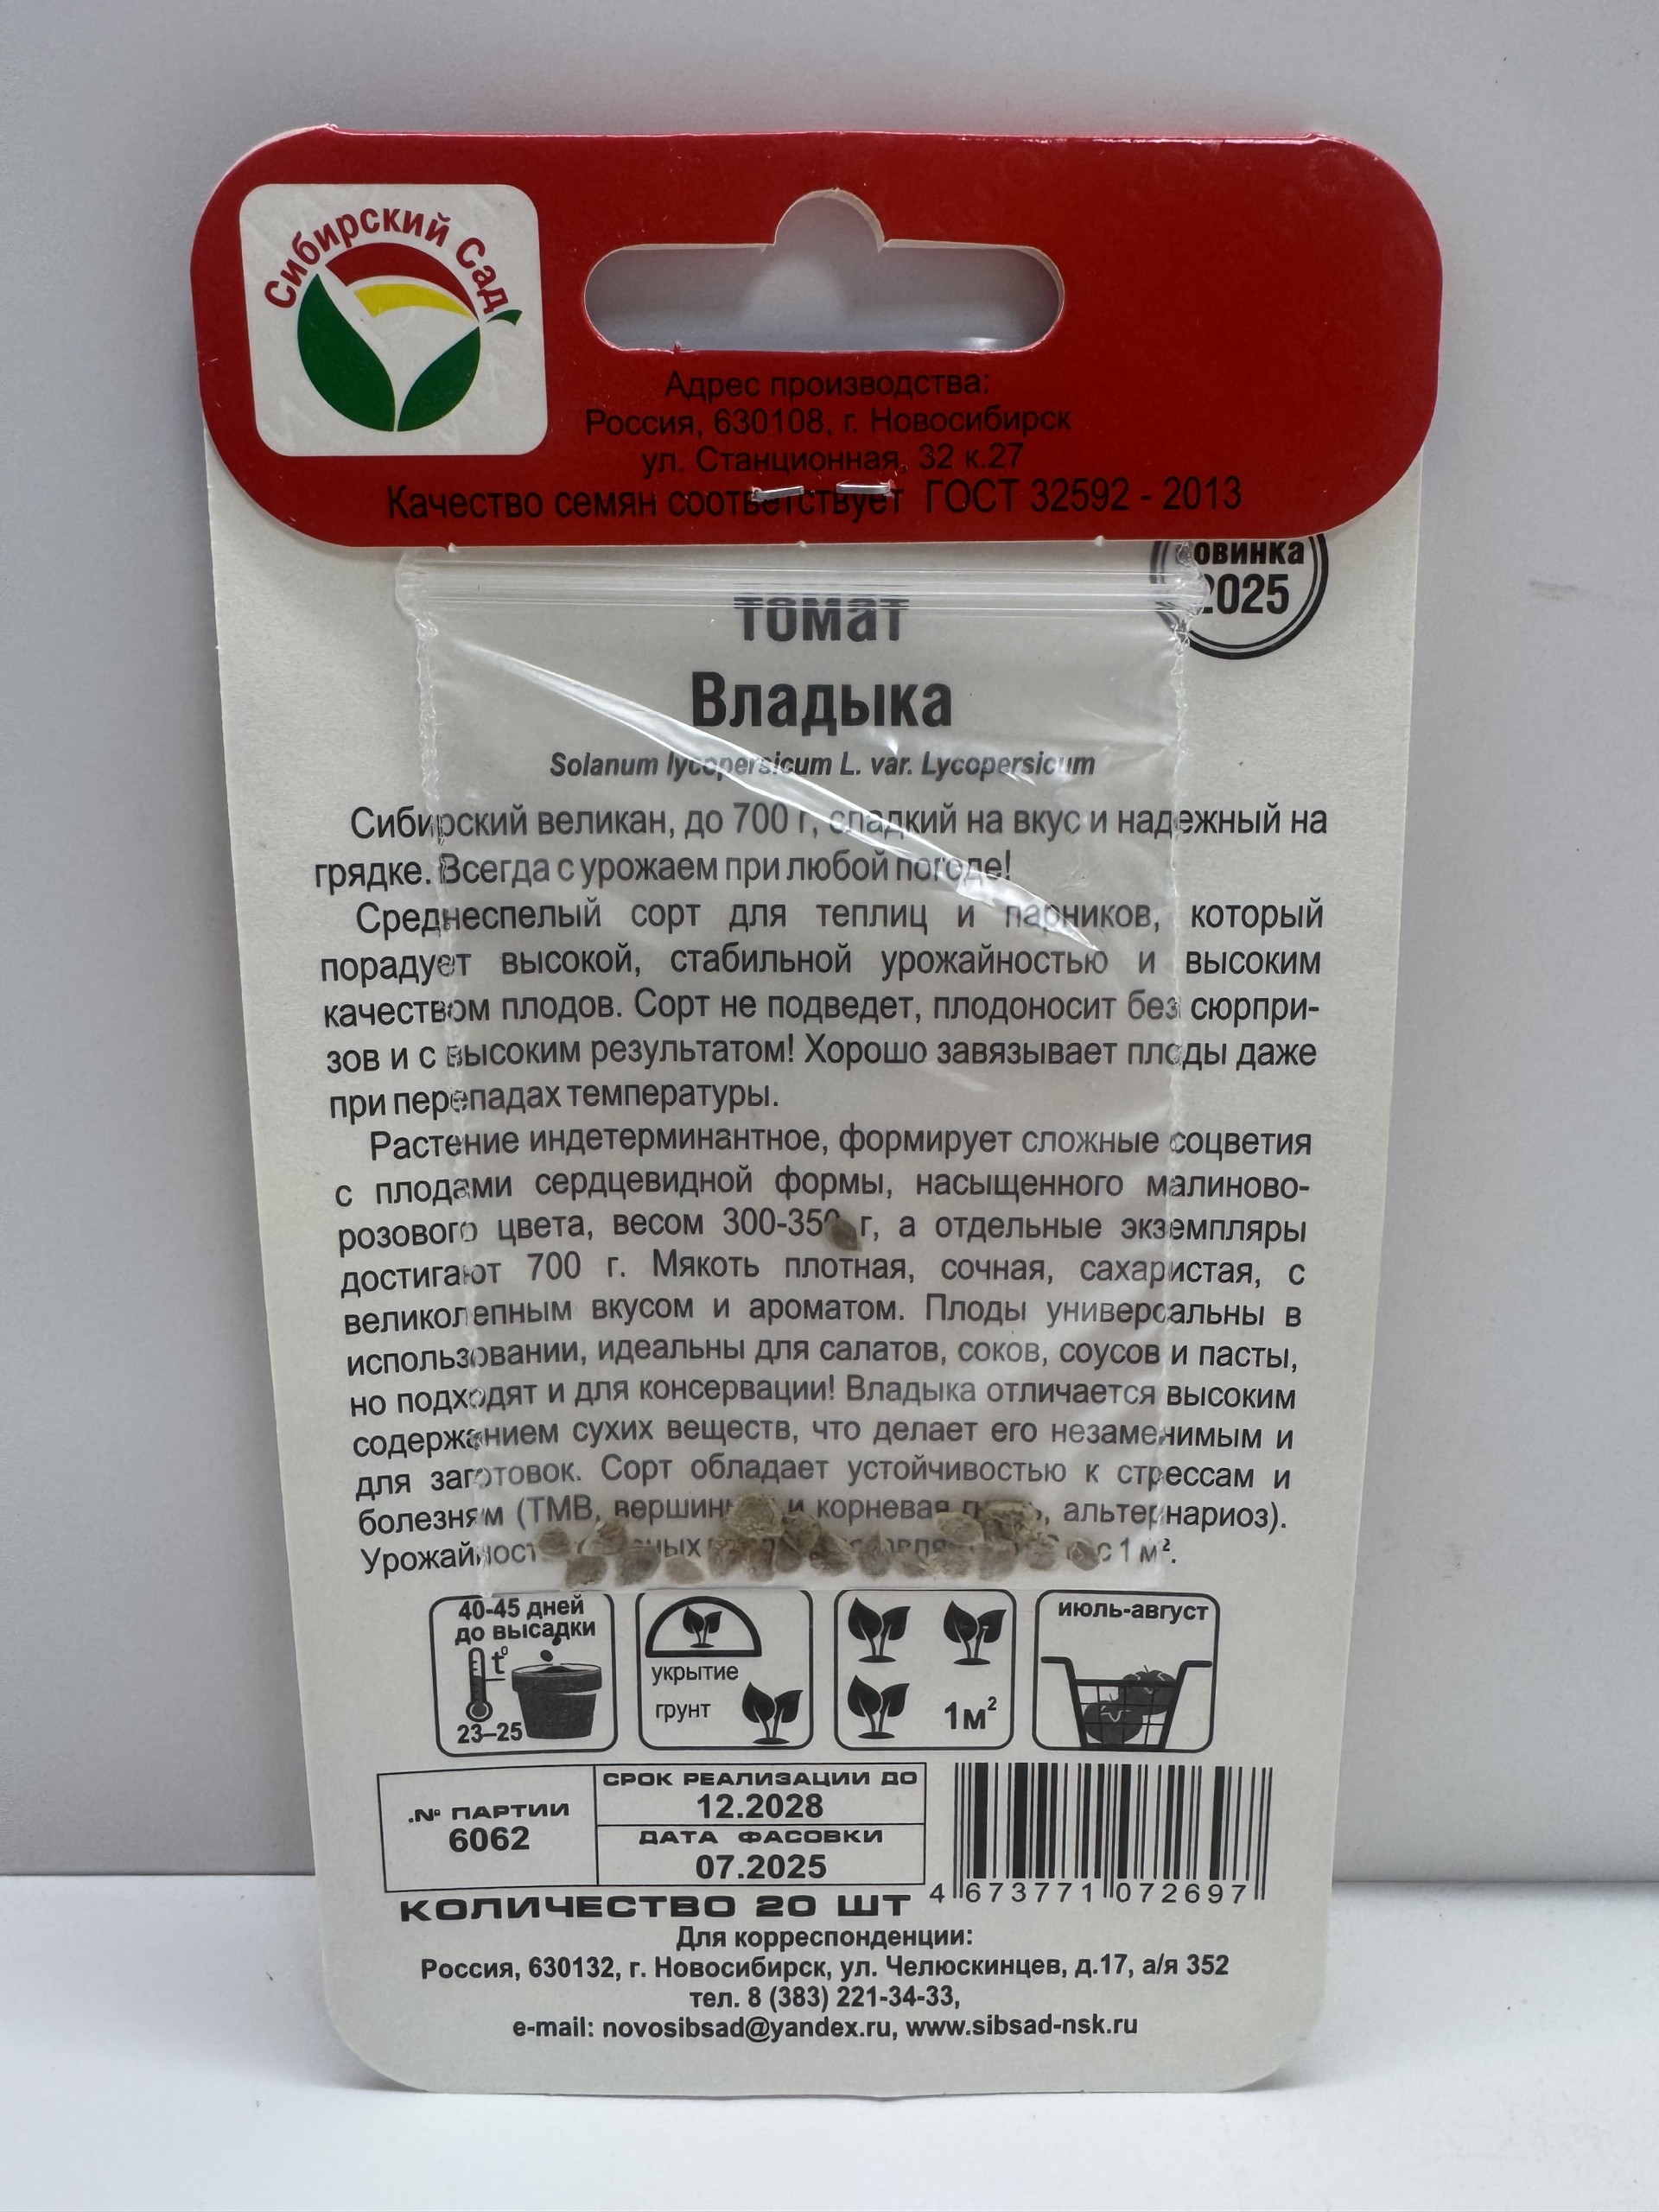 Сибирский Сад
Адрес производства:
Россия, 630108, г. Новосибирск
ул. Станционная, 32 к.27
Качество семян соответствует ГОСТ 32592 - 2013
овинка
2025
томат
Владыка
Solanum lycopersicum L. var. Lycopersicum
Сибирский великан, до 700 г, сладкий на вкус и надежный на
грядке. Всегда с урожаем при любой погоде!
Среднеспелый сорт для теплиц и парников, который
порадует высокой, стабильной урожайностью и высоким
качеством плодов. Сорт не подведет, плодоносит без сюрпри-
зов и с высоким результатом! Хорошо завязывает плоды даже
при перепадах температуры.
Растение индетерминантное, формирует сложные соцветия
с плодами сердцевидной формы, насыщенного малиново-
розового цвета, весом 300-350 г, а отдельные экземпляры
достигают 700 г. Мякоть плотная, сочная, сахаристая, с
великолепным вкусом и ароматом. Плоды универсальны в
использовании, идеальны для салатов, соков, соусов и пасты,
но подходят и для консервации! Владыка отличается высоким
содержанием сухих веществ, что делает его незаменимым и
для заготовок. Сорт обладает устойчивостью к стрессам и
болезням (ТМВ, и корневая альтернариоз).
Урожайность с 1 м².
40-45 дней
до высадки
t°
23–25
укрытие
грунт
1м²
июль-август
№ ПАРТИИ
6062
СРОК РЕАЛИЗАЦИИ ДО
12.2028
ДАТА ФАСОВКИ
07.2025
КОЛИЧЕСТВО 20 ШТ
4 673771 072697
Для корреспонденции:
Россия, 630132, г. Новосибирск, ул. Челюскинцев, д.17, а/я 352
тел. 8 (383) 221-34-33,
e-mail: novosibsad@yandex.ru, www.sibsad-nsk.ru